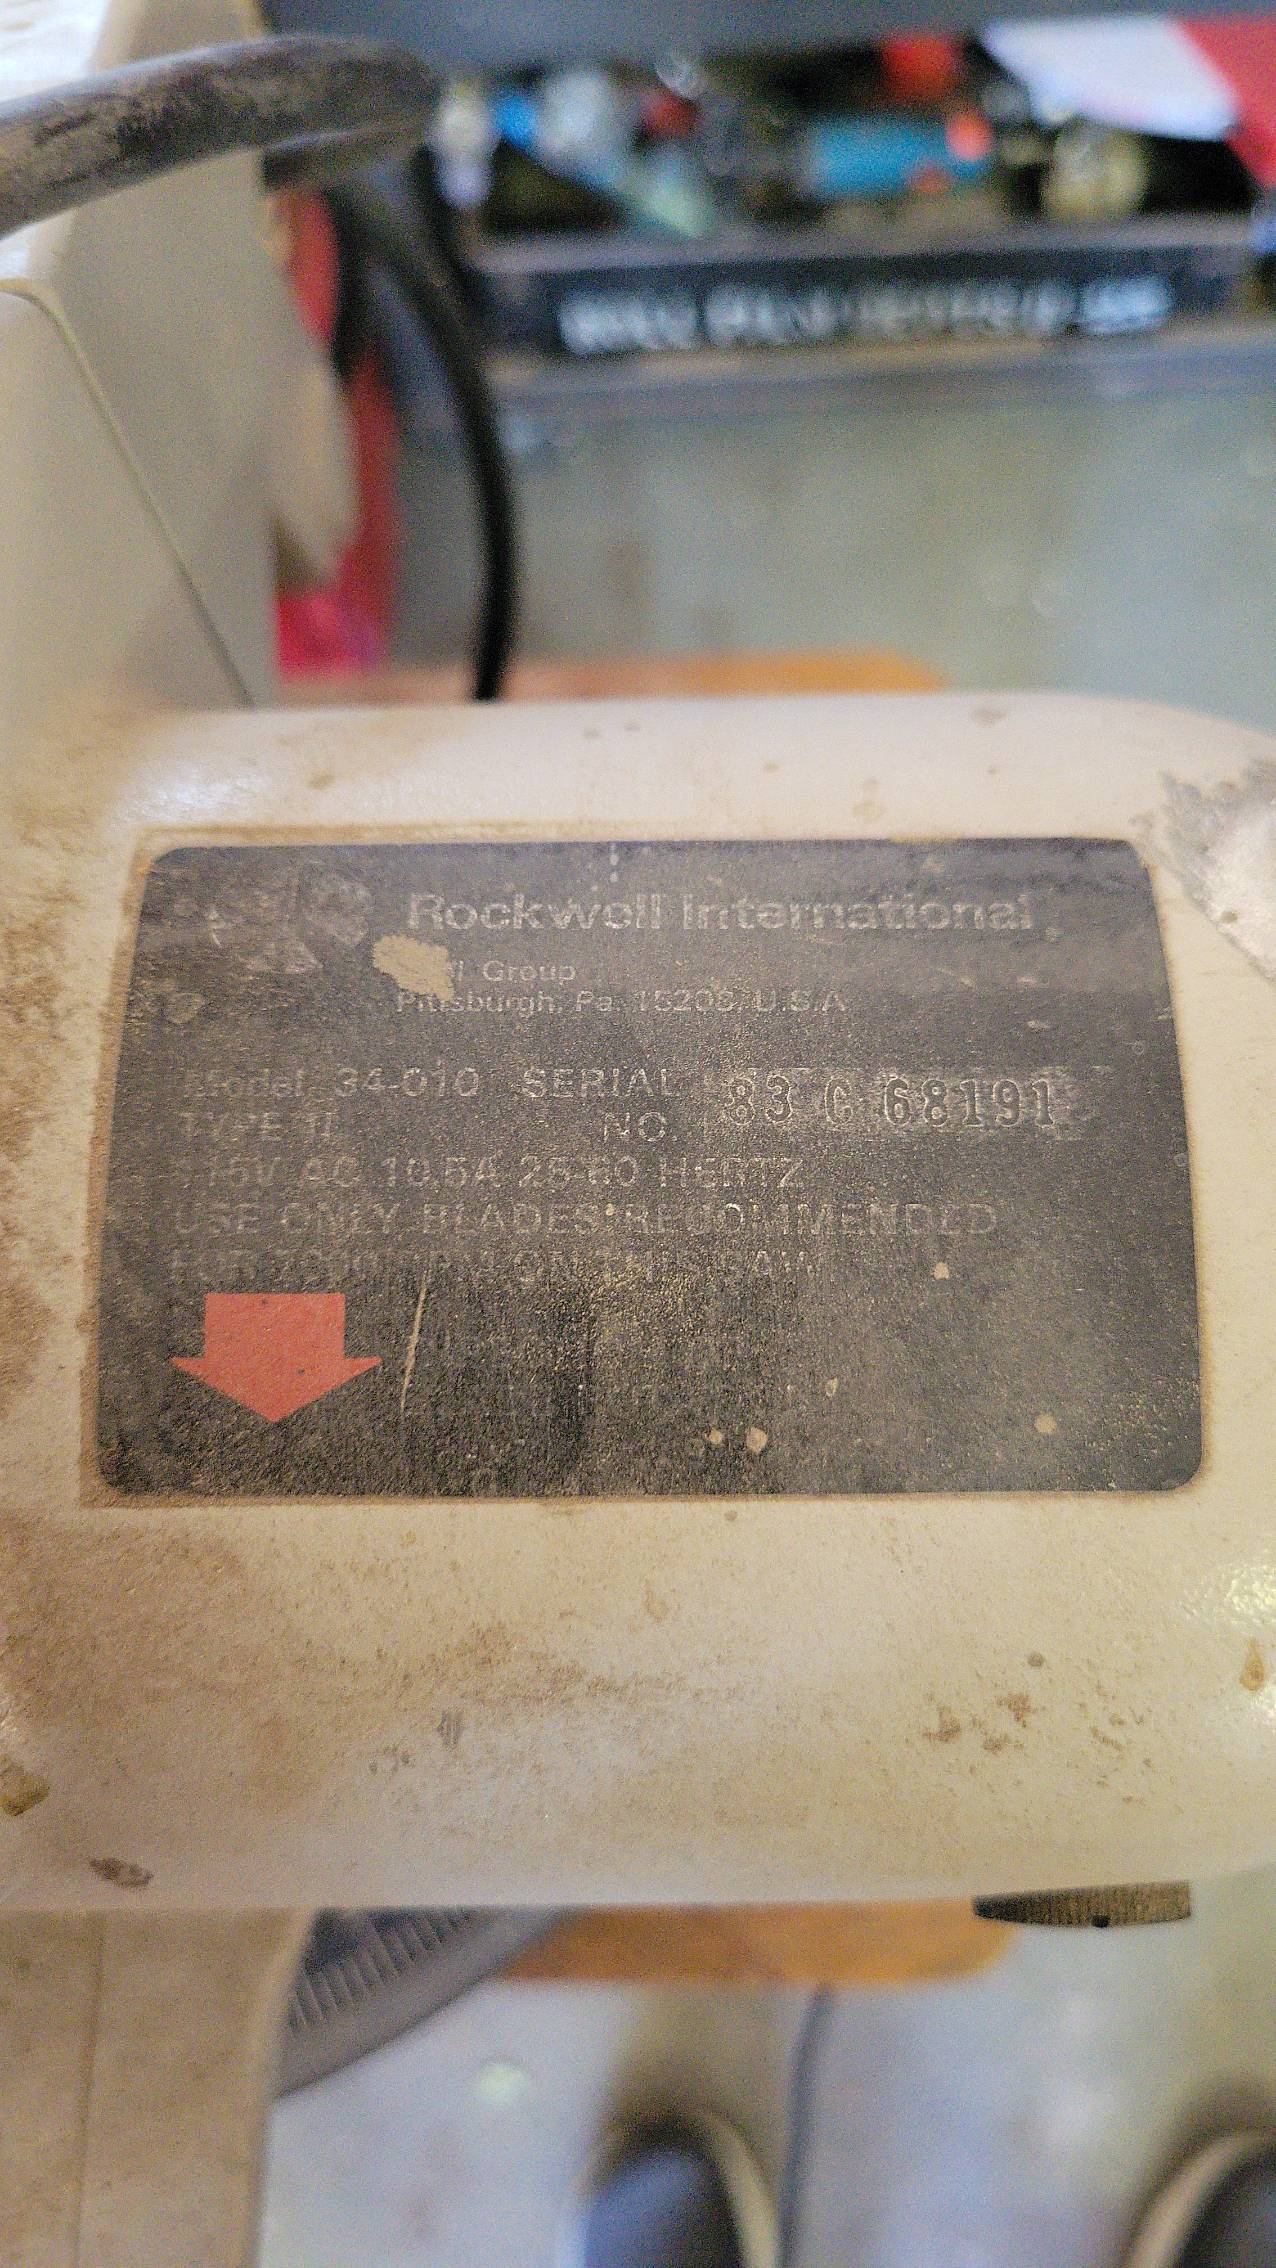 Rockwell International
Group
Pittsburgh, Pa. 15208, U.S.A
Model 34-010 SERIAL NO. 83 C 68191
TYPE II
115V AC 10.5A 25-60 HERTZ
USE ONLY BLADES RECOMMENDED